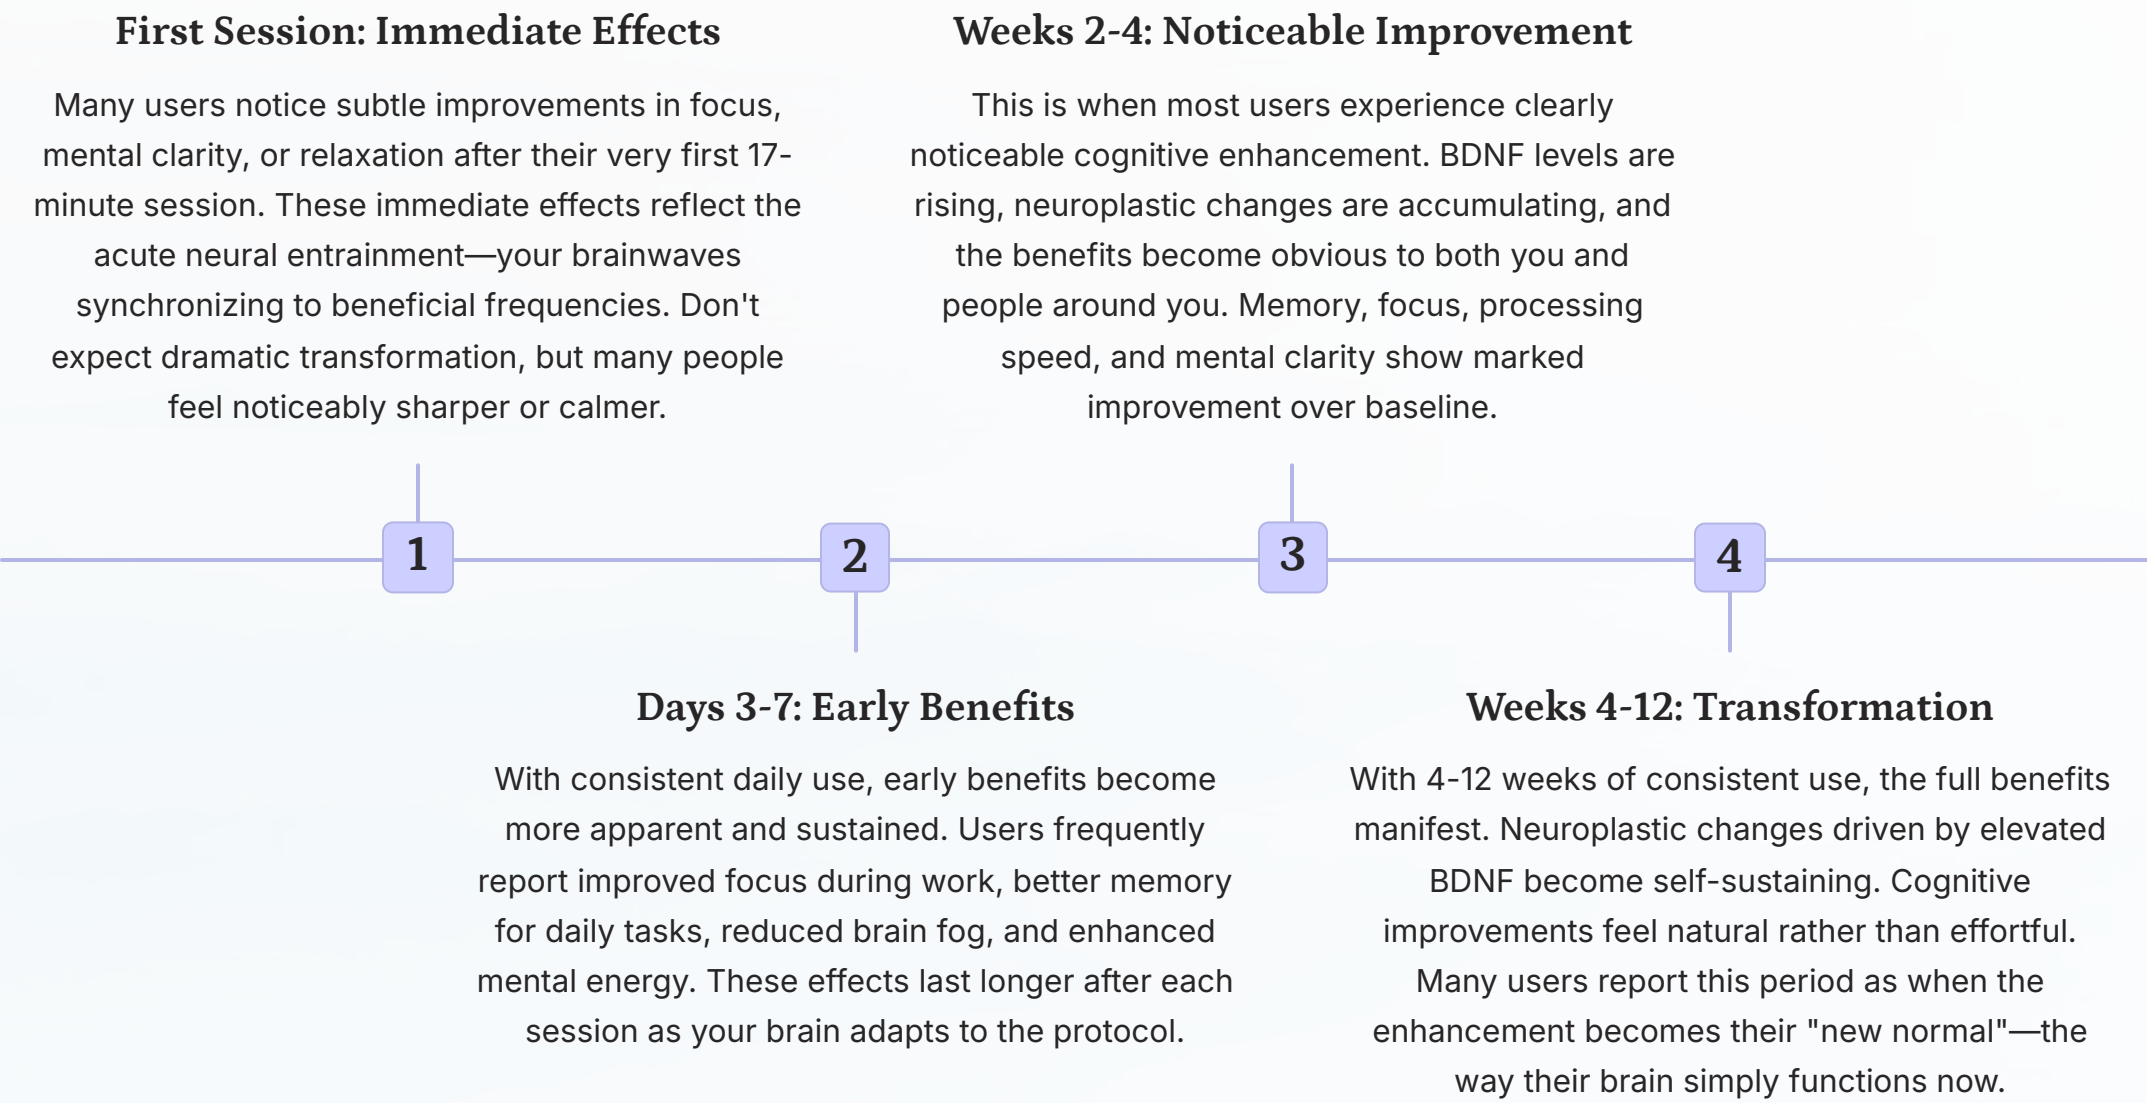 First Session: Immediate Effects
Many users notice subtle improvements in focus,
mental clarity, or relaxation after their very first 17-
minute session. These immediate effects reflect the
acute neural entrainment—your brainwaves
synchronizing to beneficial frequencies. Don't
expect dramatic transformation, but many people
feel noticeably sharper or calmer.
Weeks 2-4: Noticeable Improvement
This is when most users experience clearly
noticeable cognitive enhancement. BDNF levels are
rising, neuroplastic changes are accumulating, and
the benefits become obvious to both you and
people around you. Memory, focus, processing
speed, and mental clarity show marked
improvement over baseline.
1
2
3
4
Days 3-7: Early Benefits
With consistent daily use, early benefits become
more apparent and sustained. Users frequently
report improved focus during work, better memory
for daily tasks, reduced brain fog, and enhanced
mental energy. These effects last longer after each
session as your brain adapts to the protocol.
Weeks 4-12: Transformation
With 4-12 weeks of consistent use, the full benefits
manifest. Neuroplastic changes driven by elevated
BDNF become self-sustaining. Cognitive
improvements feel natural rather than effortful.
Many users report this period as when the
enhancement becomes their "new normal"—the
way their brain simply functions now.